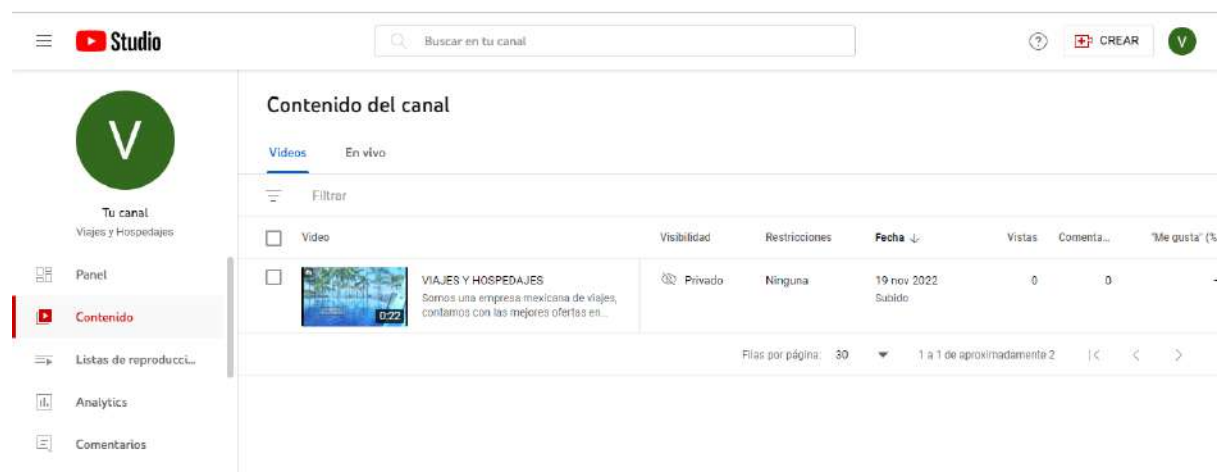 Studio
Buscar en tu canal
CREAR
V
V
Tu canal
Viajes y Hospedajes
Panel
Contenido
Listas de reproducci...
Analytics
Comentarios
Contenido del canal
Videos En vivo
Filtrar
Video Visibilidad Restricciones Fecha Vistas Comenta... "Me gusta" (%
0:22
VIAJES Y HOSPEDAJES
Somos una empresa mexicana de viajes,
contamos con las mejores ofertas en...
Privado Ninguna 19 nov 2022 0 0
Subido
Filas por página: 30 1 a 1 de aproximadamente 2